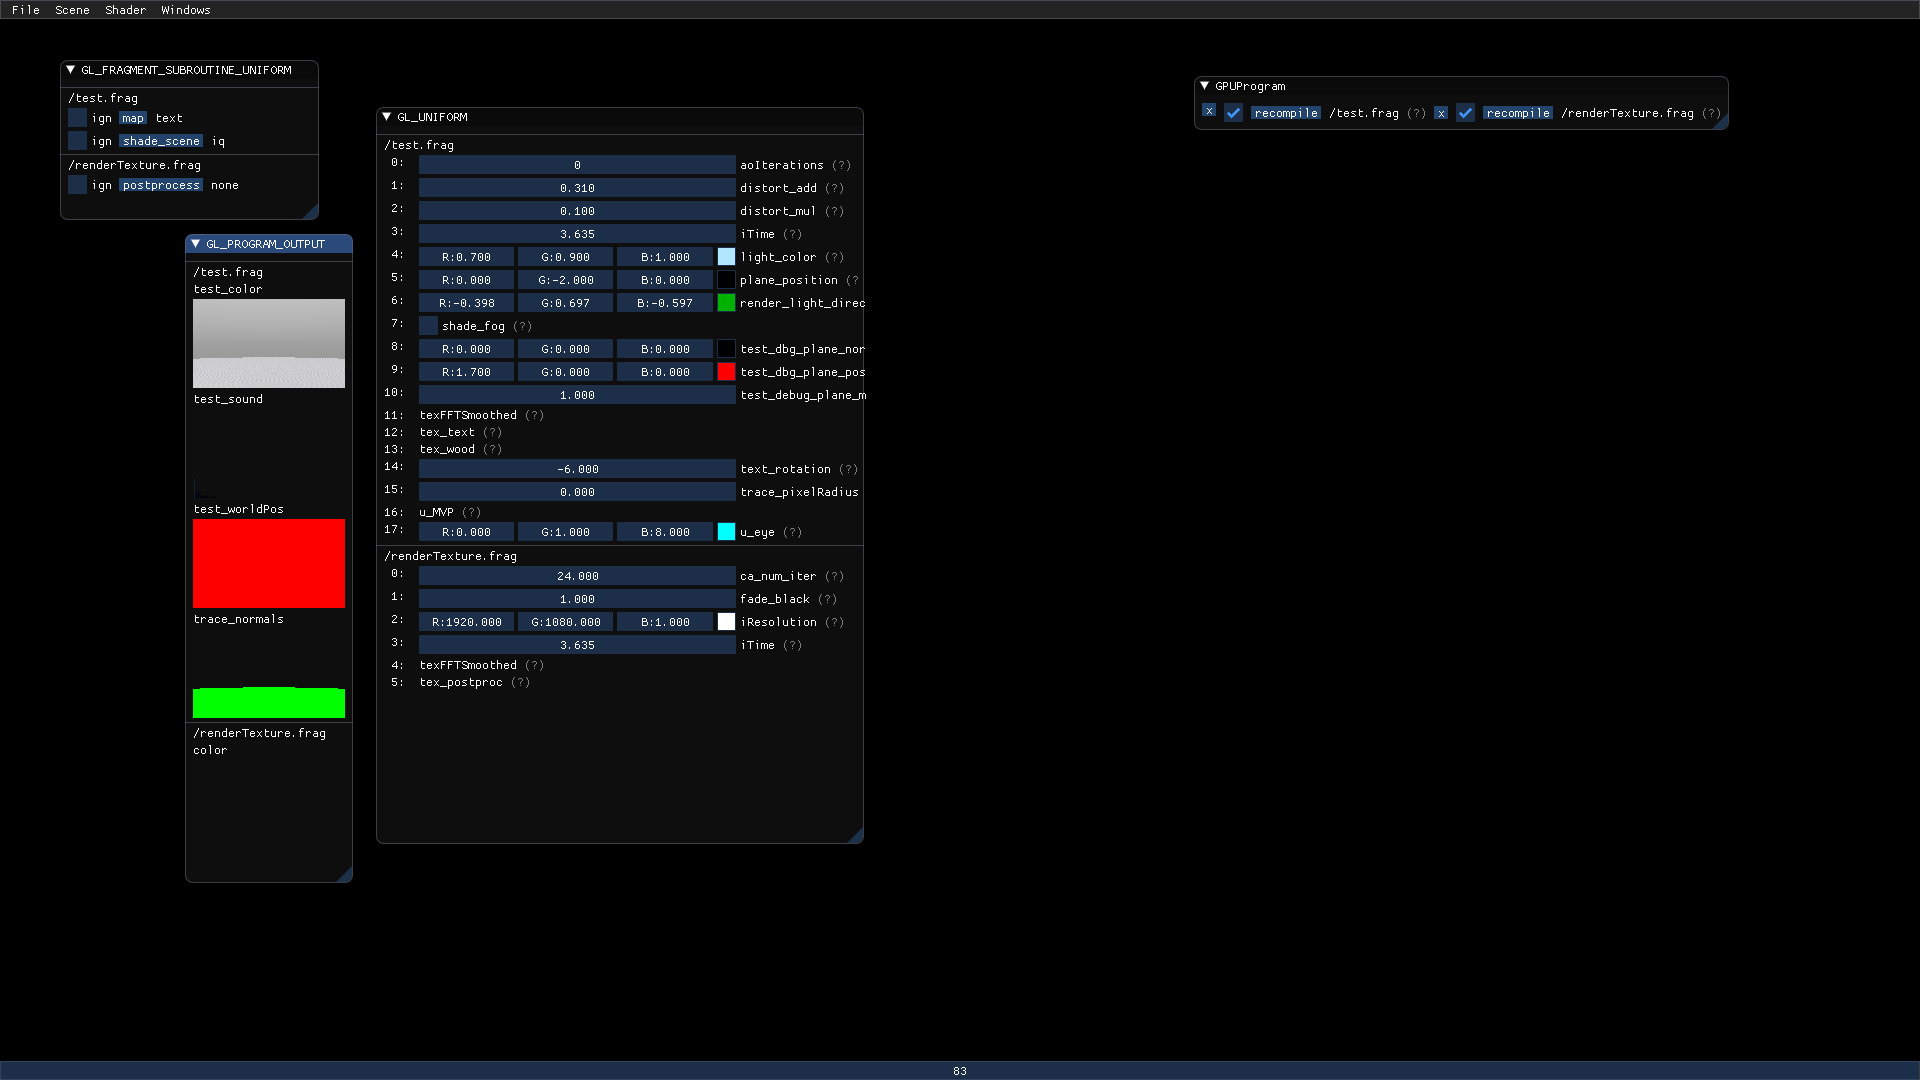 File Scene Shader Windows
GL_FRAGMENT_SUBROUTINE_UNIFORM
/test.frag
ign map text
ign shade_scene iq
/renderTexture.frag
ign postprocess none
GL_PROGRAM_OUTPUT
/test.frag
test_color
test_sound
test_worldPos
trace_normals
/renderTexture.frag
color
GL_UNIFORM
/test.frag
0: 0 aoIterations (?)
1: 0.310 distort_add (?)
2: 0.100 distort_mul (?)
3: 3.635 iTime (?)
4: R:0.700 G:0.900 B:1.000 light_color (?)
5: R:0.000 G:-2.000 B:0.000 plane_position (?
6: R:-0.398 G:0.697 B:-0.597 render_light_direc
7: shade_fog (?)
8: R:0.000 G:0.000 B:0.000 test_dbg_plane_nor
9: R:1.700 G:0.000 B:0.000 test_dbg_plane_pos
10: 1.000 test_debug_plane_m
11: texFFTSmoothed (?)
12: tex_text (?)
13: tex_wood (?)
14: -6.000 text_rotation (?)
15: 0.000 trace_pixelRadius
16: u_MVP (?)
17: R:0.000 G:1.000 B:8.000 u_eye (?)
/renderTexture.frag
0: 24.000 ca_num_iter (?)
1: 1.000 fade_black (?)
2: R:1920.000 G:1080.000 B:1.000 iResolution (?)
3: 3.635 iTime (?)
4: texFFTSmoothed (?)
5: tex_postproc (?)
GPUProgram
x recompile /test.frag (?) x recompile /renderTexture.frag (?)
83